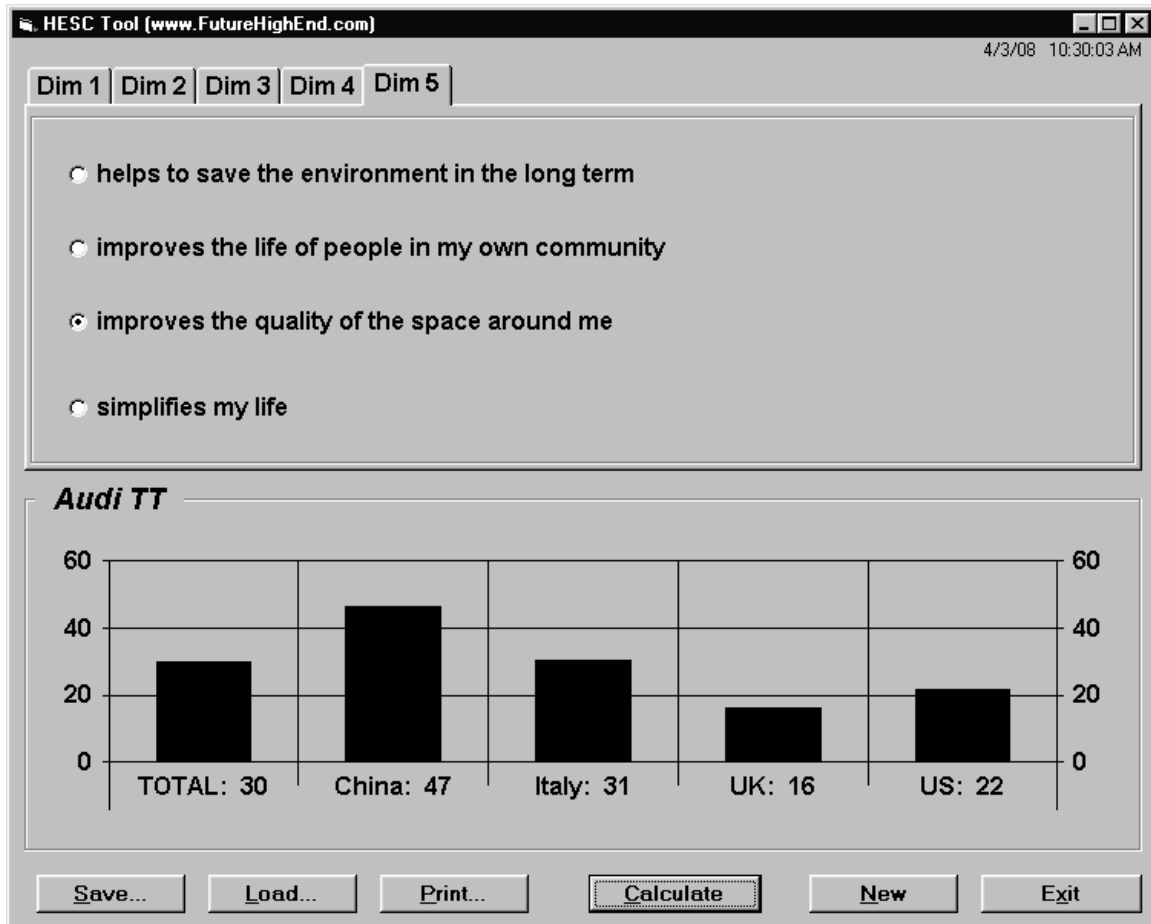 HESC Tool (www.FutureHighEnd.com)
4/3/08 10:30:03 AM
Dim 1 Dim 2 Dim 3 Dim 4 Dim 5
helps to save the environment in the long term
improves the life of people in my own community
improves the quality of the space around me
simplifies my life
Audi TT
60 60
40 40
20 20
0 0
TOTAL: 30 China: 47 Italy: 31 UK: 16 US: 22
Save... Load... Print... Calculate New Exit